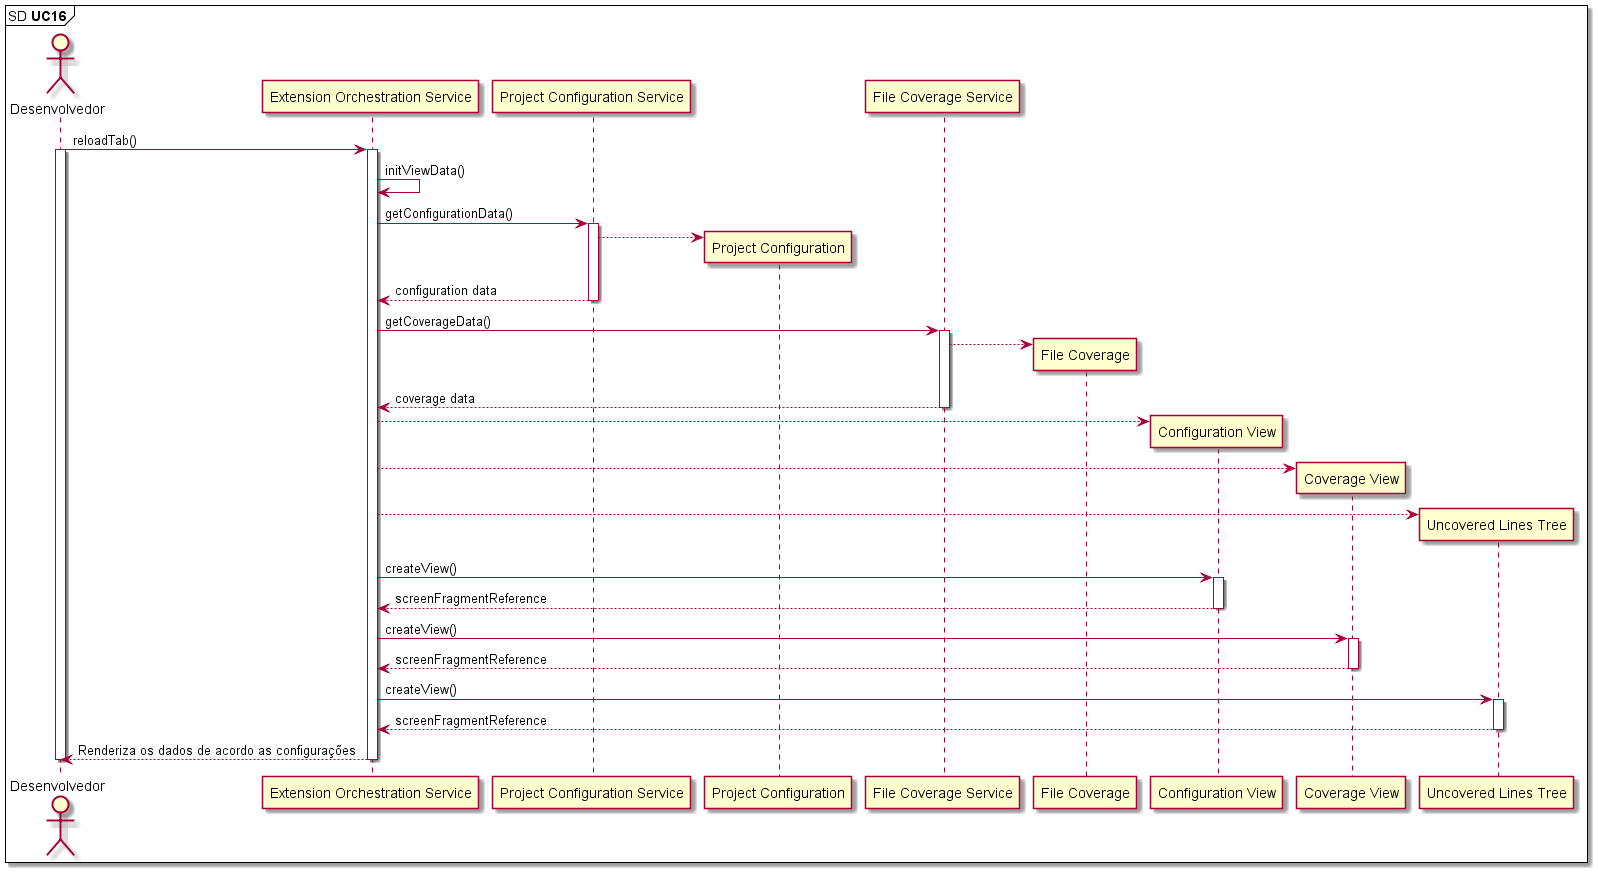 SD UC16
Desenvolvedor
Extension Orchestration Service
Project Configuration Service
File Coverage Service
reloadTab()
initViewData()
getConfigurationData()
Project Configuration
configuration data
getCoverageData()
File Coverage
coverage data
Configuration View
Coverage View
Uncovered Lines Tree
createView()
screenFragmentReference
createView()
screenFragmentReference
createView()
screenFragmentReference
Renderiza os dados de acordo as configurações
Desenvolvedor
Extension Orchestration Service
Project Configuration Service
Project Configuration
File Coverage Service
File Coverage
Configuration View
Coverage View
Uncovered Lines Tree